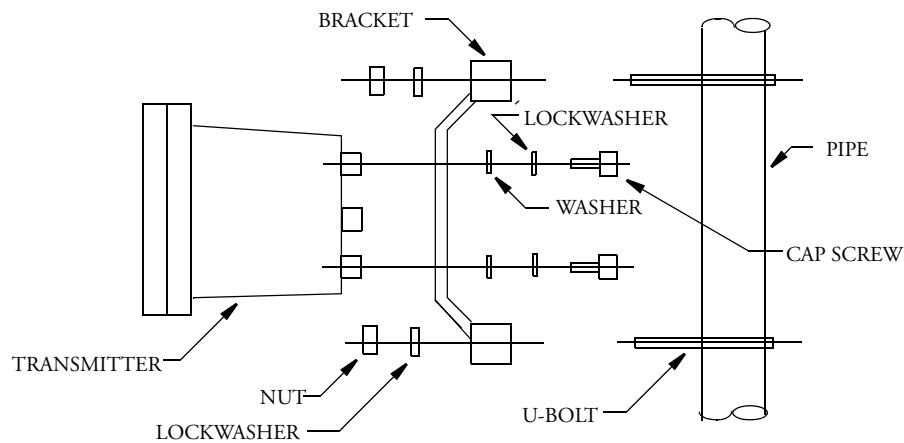 BRACKET
LOCKWASHER
PIPE
WASHER
CAP SCREW
TRANSMITTER
NUT
U-BOLT
LOCKWASHER